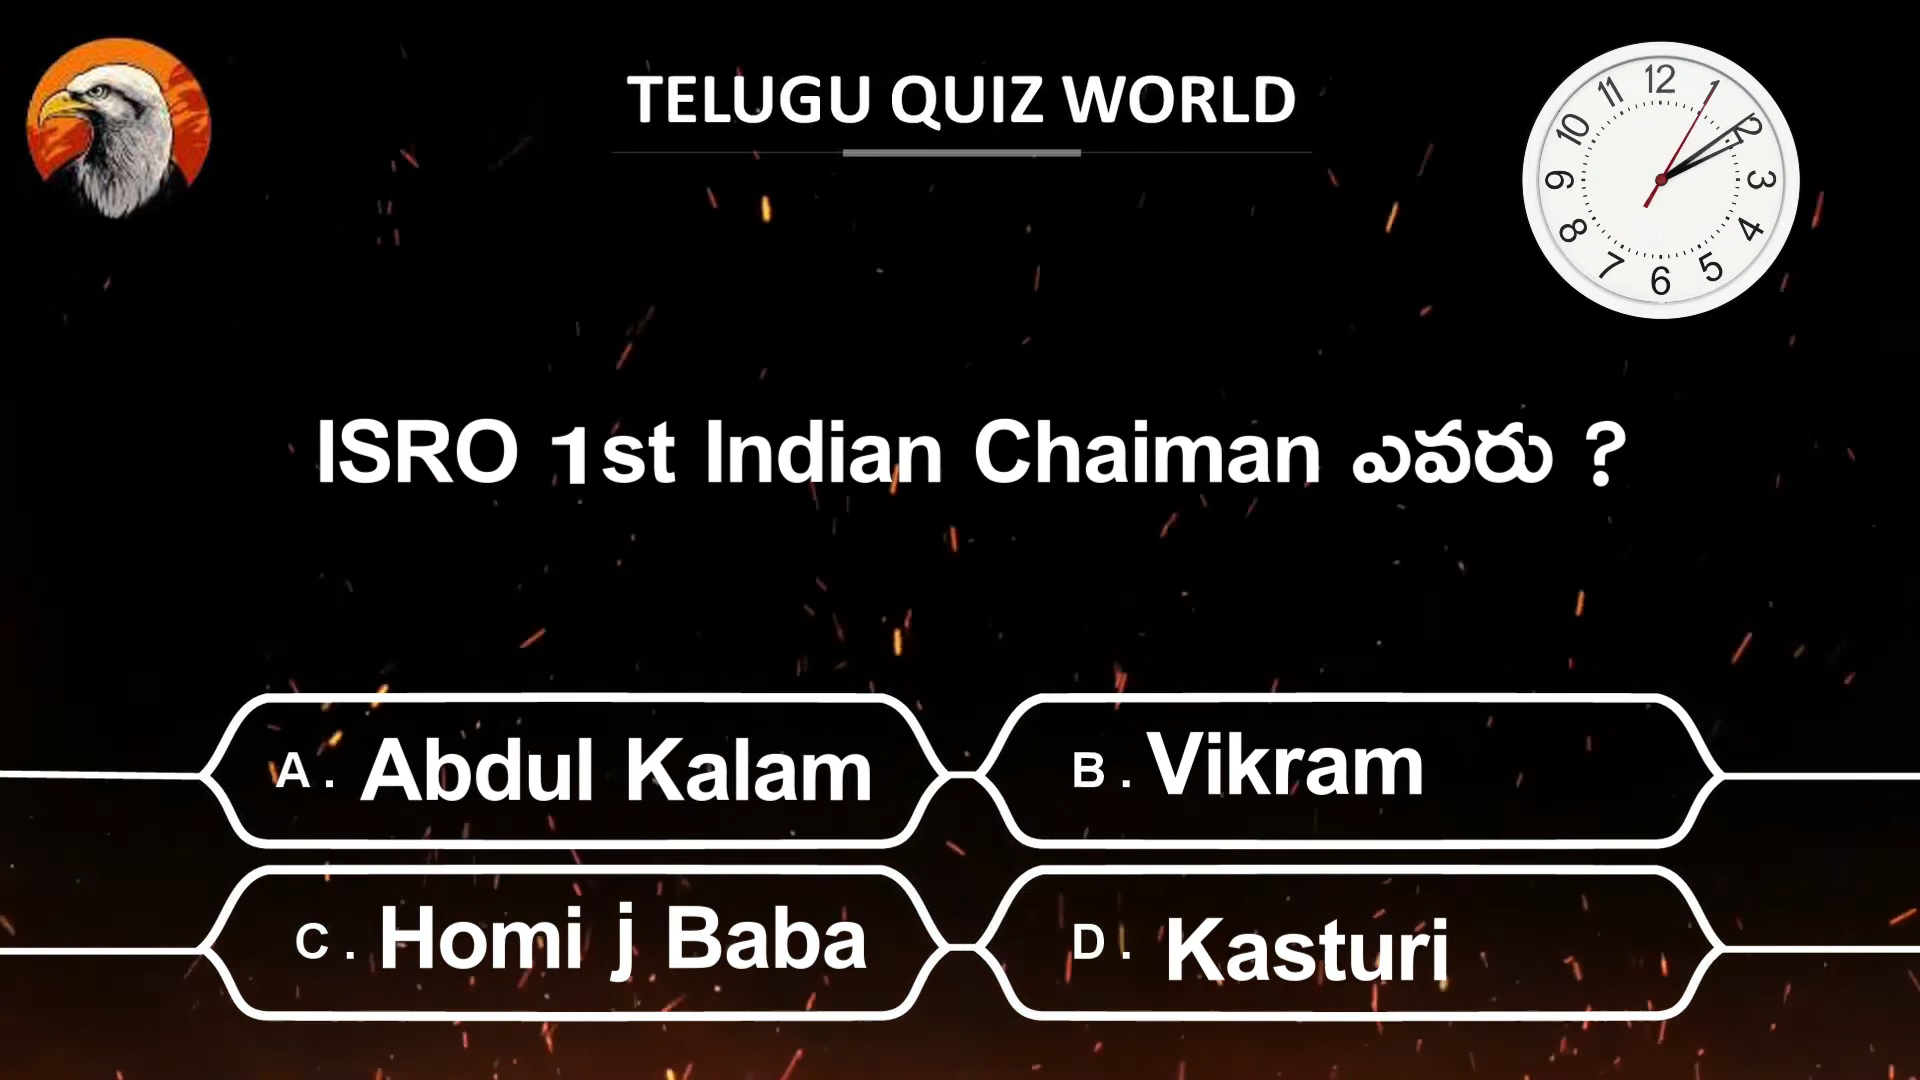 TELUGU QUIZ WORLD
12
1
2
3
4
5
6
7
8
9
10
11
ISRO 1st Indian Chaiman ఎవరు ?
A . Abdul Kalam
B . Vikram
C . Homi j Baba
D . Kasturi